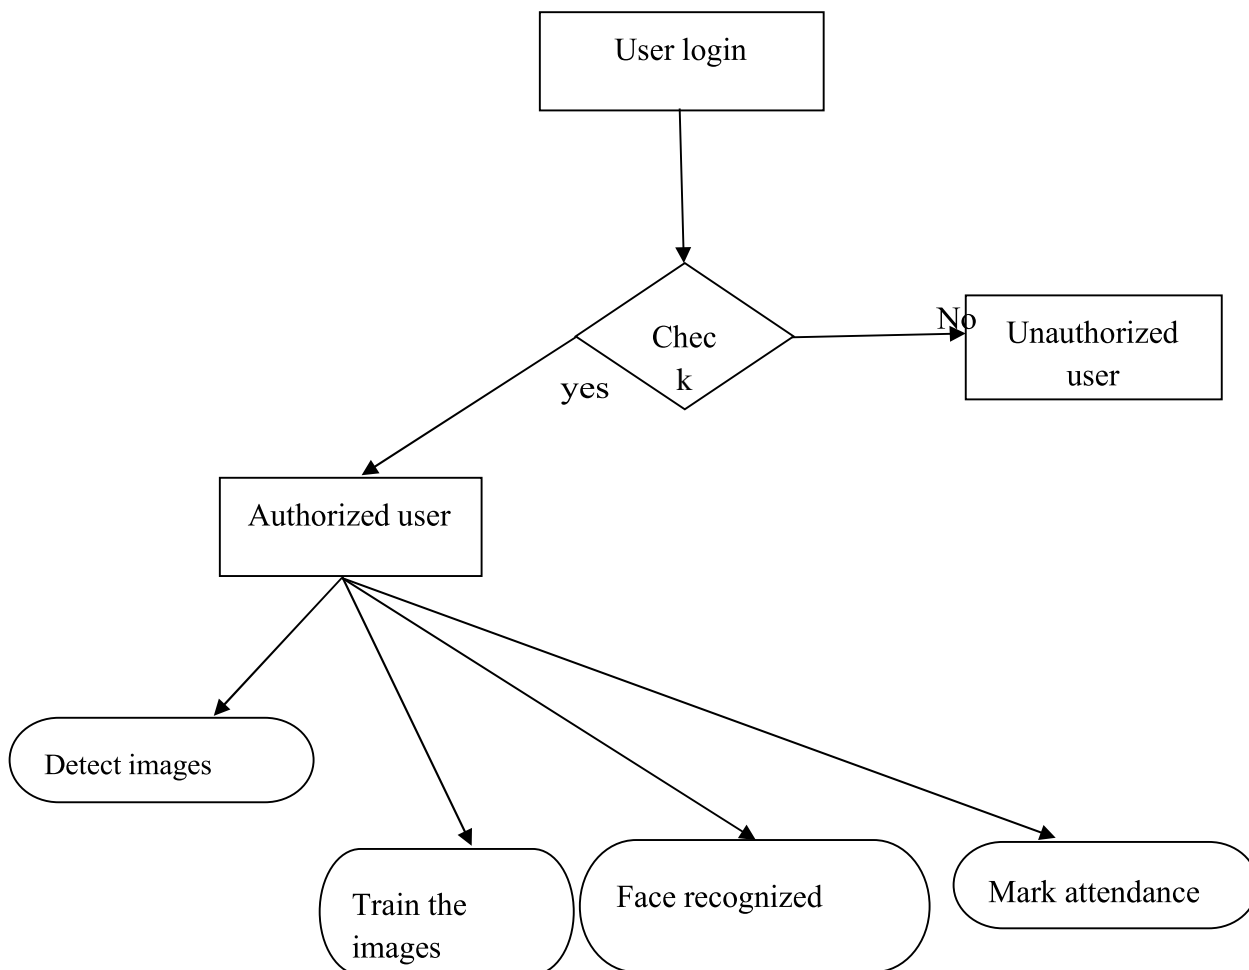 User login
Chec
k
No
Unauthorized
user
yes
Authorized user
Detect images
Train the
images
Face recognized
Mark attendance